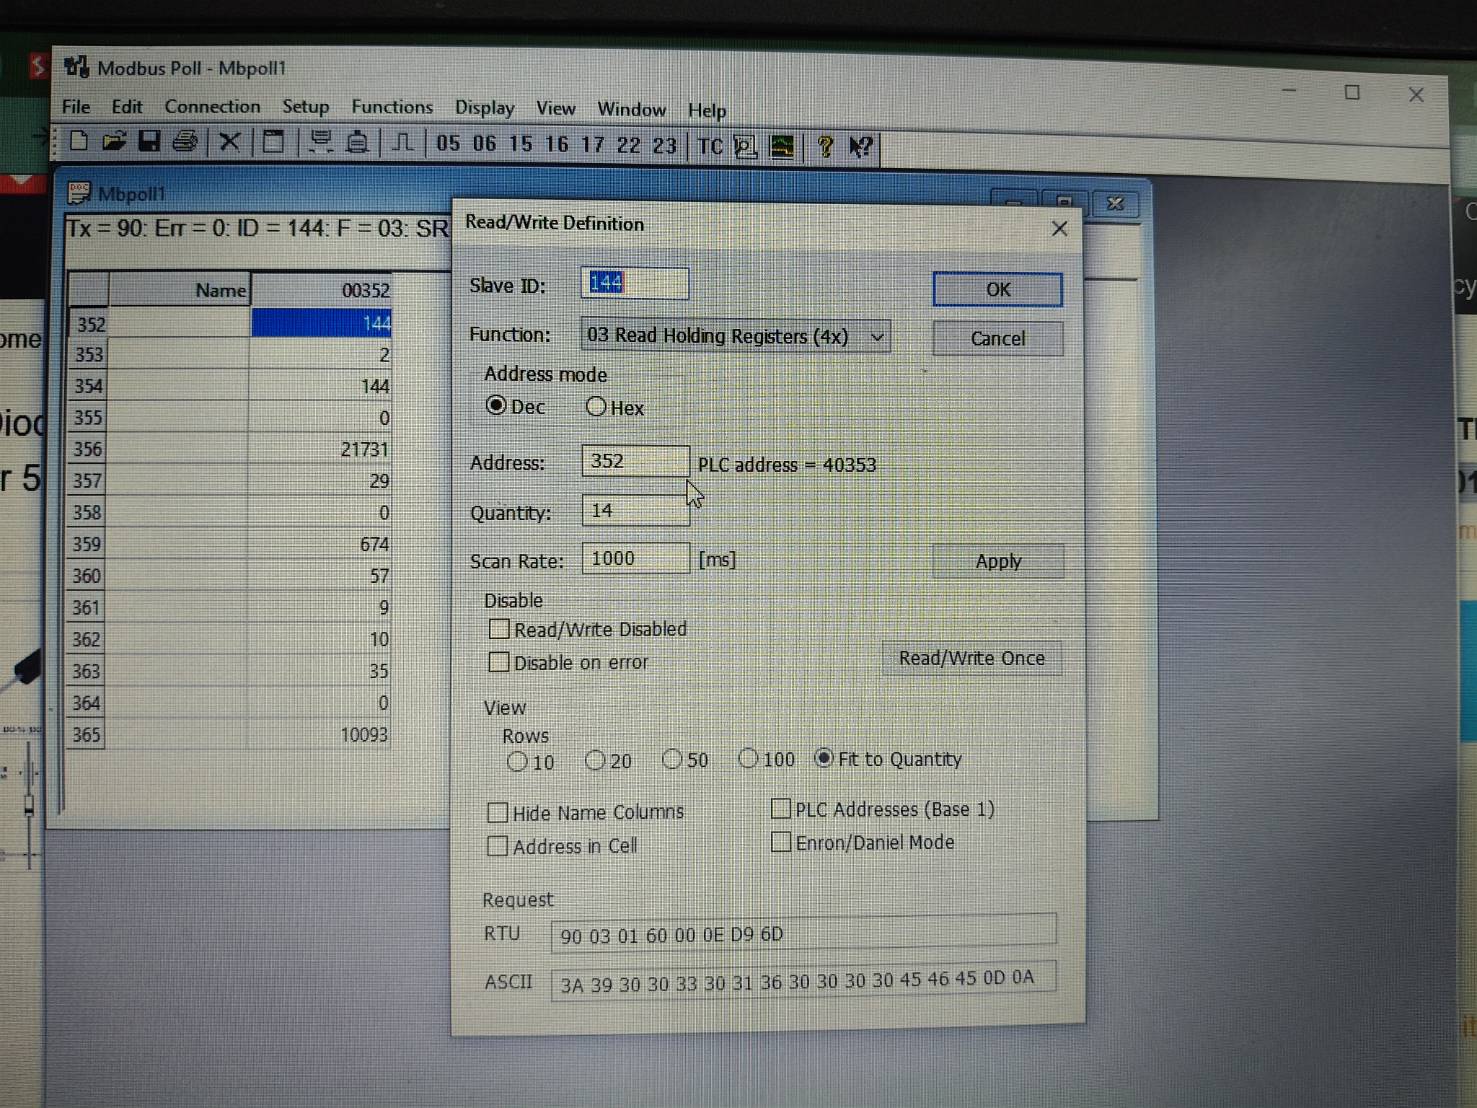 Modbus Poll - Mbpoll1
File Edit Connection Setup Functions Display View Window Help
05 06 15 16 17 22 23 TC
Mbpoll1
Tx = 90: Err = 0: ID = 144: F = 03: SR
Name 00352
352 144
353 2
354 144
355 0
356 21731
357 29
358 0
359 674
360 57
361 9
362 10
363 35
364 0
365 10093
Read/Write Definition
Slave ID: 144
OK
Function: 03 Read Holding Registers (4x)
Cancel
Address mode
Dec Hex
Address: 352 PLC address = 40353
Quantity: 14
Scan Rate: 1000 [ms]
Apply
Disable
Read/Write Disabled
Disable on error
Read/Write Once
View
Rows
10 20 50 100 Fit to Quantity
Hide Name Columns PLC Addresses (Base 1)
Address in Cell Enron/Daniel Mode
Request
RTU 90 03 01 60 00 0E D9 6D
ASCII 3A 39 30 30 33 30 31 36 30 30 30 30 45 46 45 0D 0A